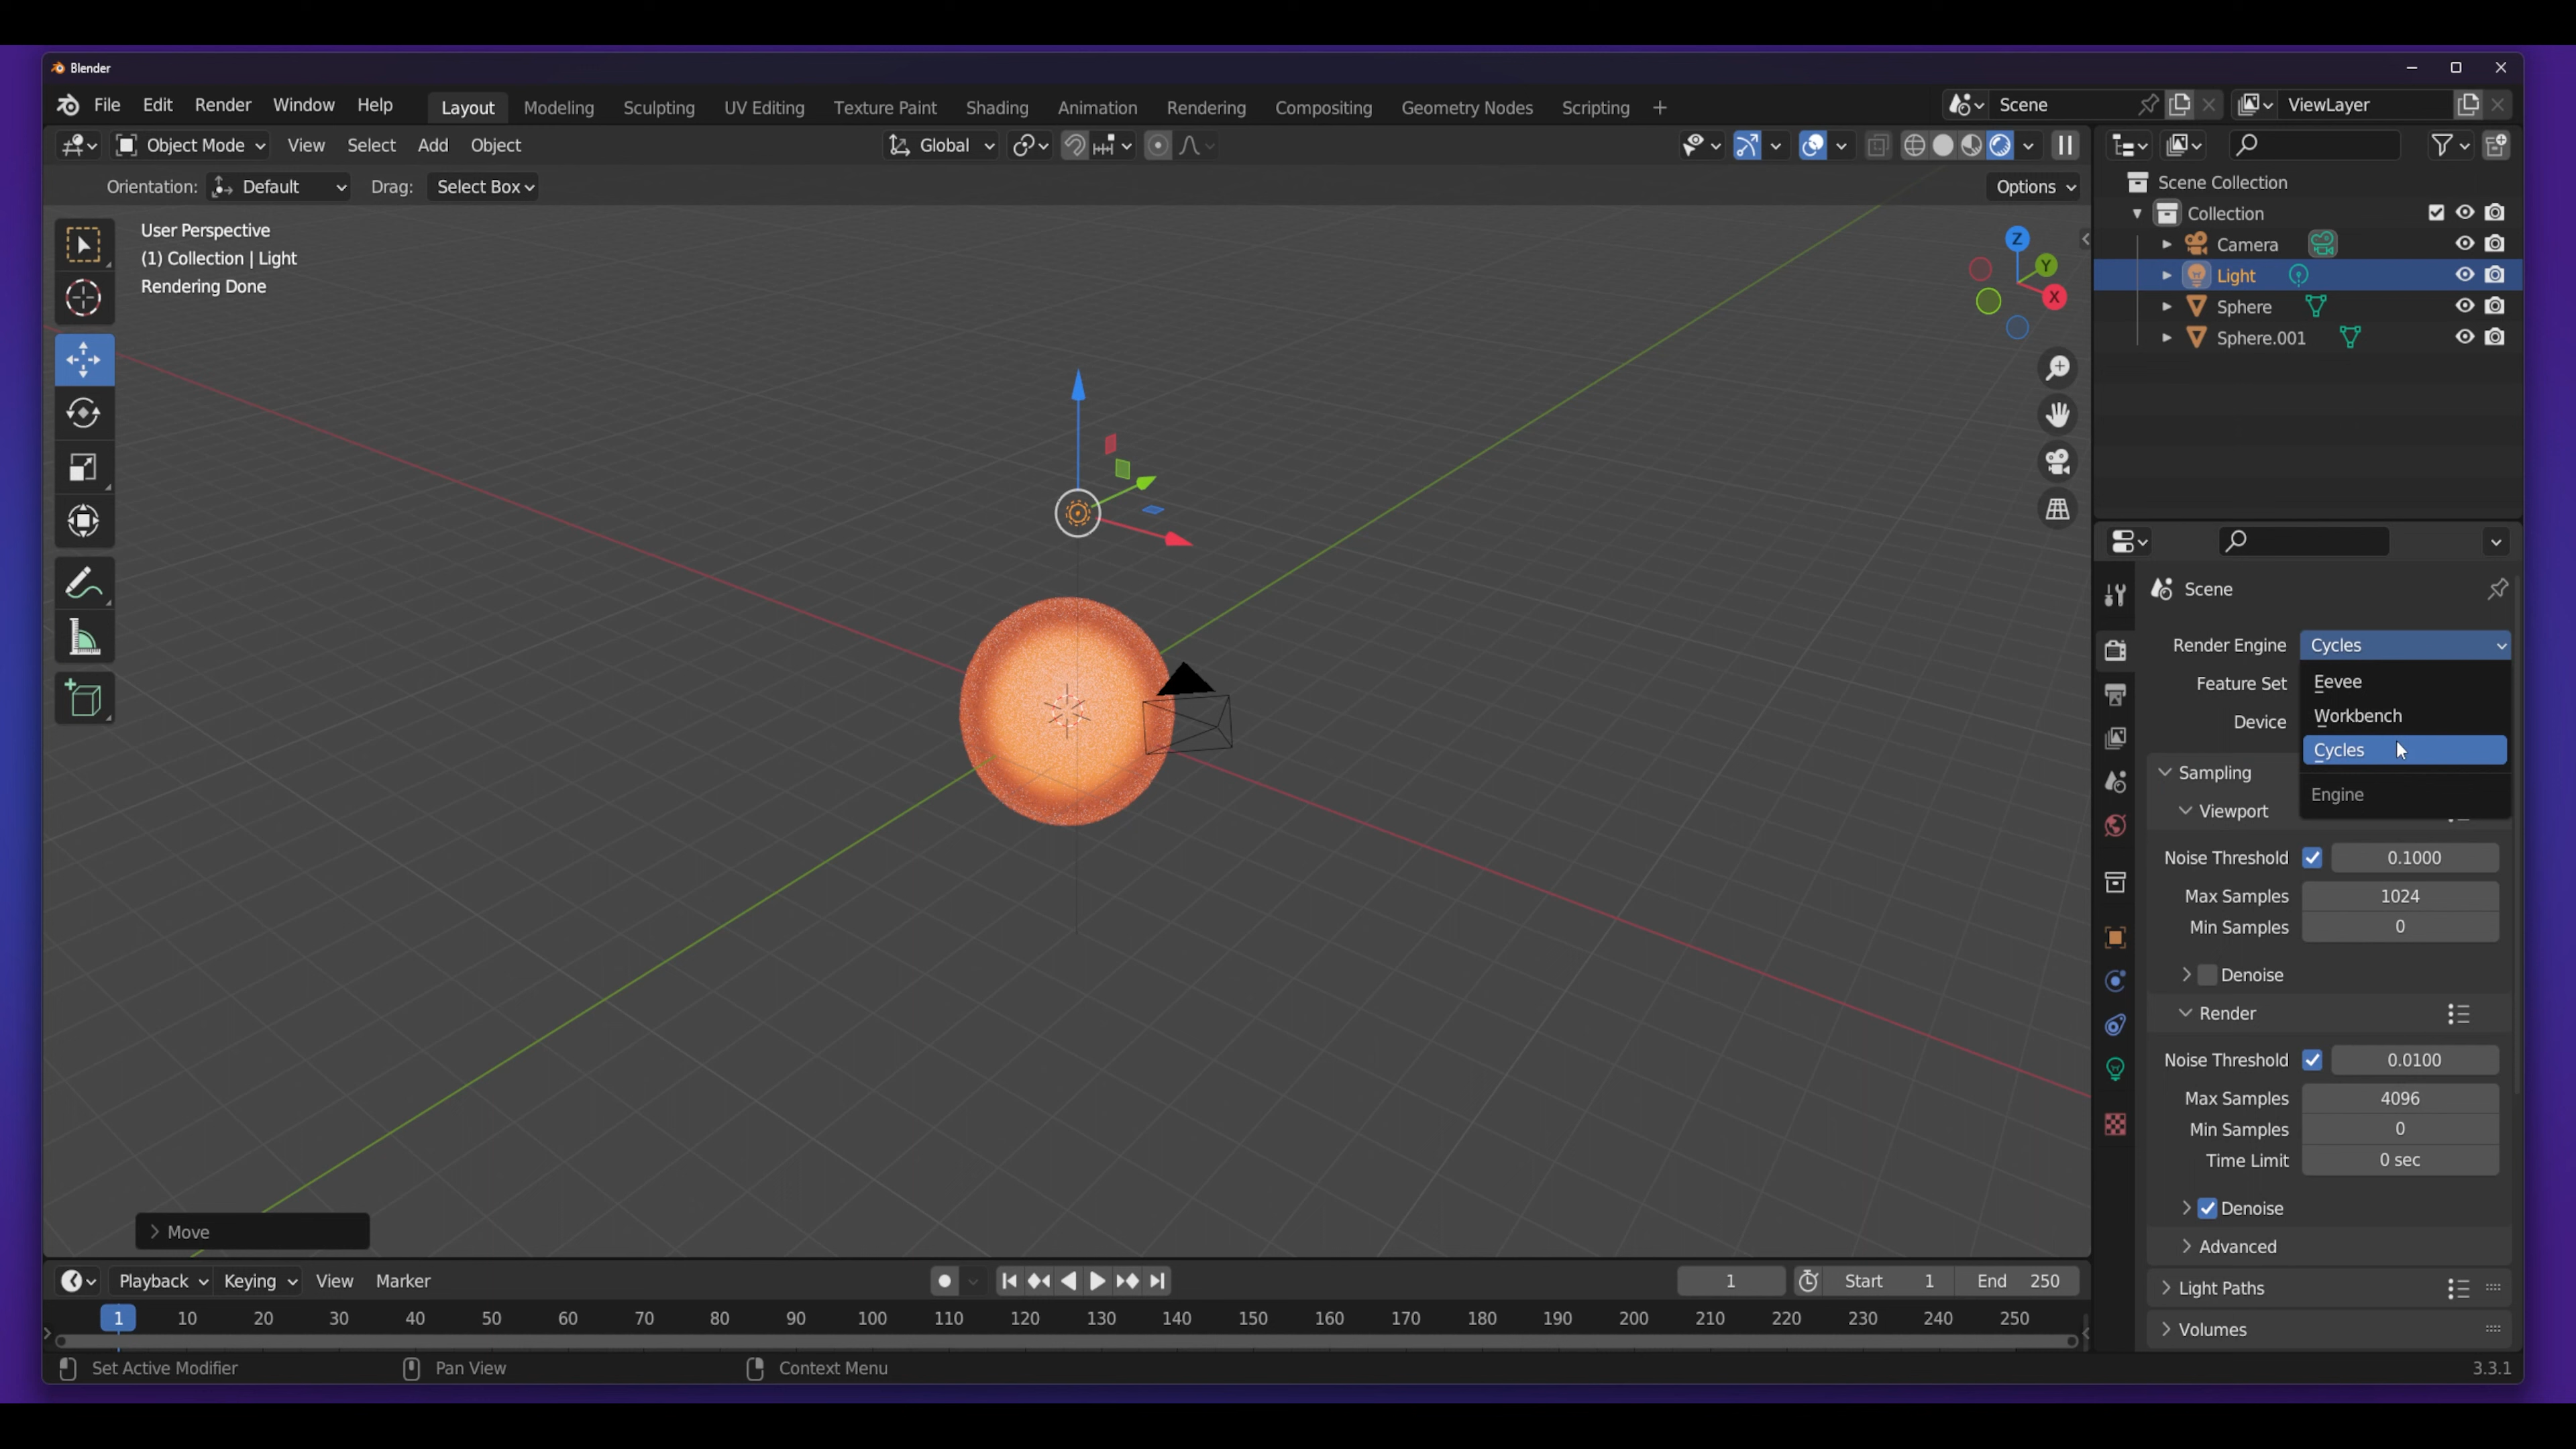 Blender
File Edit Render Window Help Layout Modeling Sculpting UV Editing Texture Paint Shading Animation Rendering Compositing Geometry Nodes Scripting + Scene ViewLayer
Object Mode View Select Add Object Global
Orientation: Default Drag: Select Box Options
User Perspective
(1) Collection | Light
Rendering Done
Z
Y
X
Scene Collection
Collection
Camera
Light
Sphere
Sphere.001
Scene
Render Engine Cycles
Feature Set
Device
Eevee
Workbench
Cycles
Engine
Sampling
Viewport
Noise Threshold 0.1000
Max Samples 1024
Min Samples 0
Denoise
Render
Noise Threshold 0.0100
Max Samples 4096
Min Samples 0
Time Limit 0 sec
Denoise
Advanced
Light Paths
Volumes
Move
Playback Keying View Marker 1 Start 1 End 250
1 10 20 30 40 50 60 70 80 90 100 110 120 130 140 150 160 170 180 190 200 210 220 230 240 250
Set Active Modifier Pan View Context Menu 3.3.1